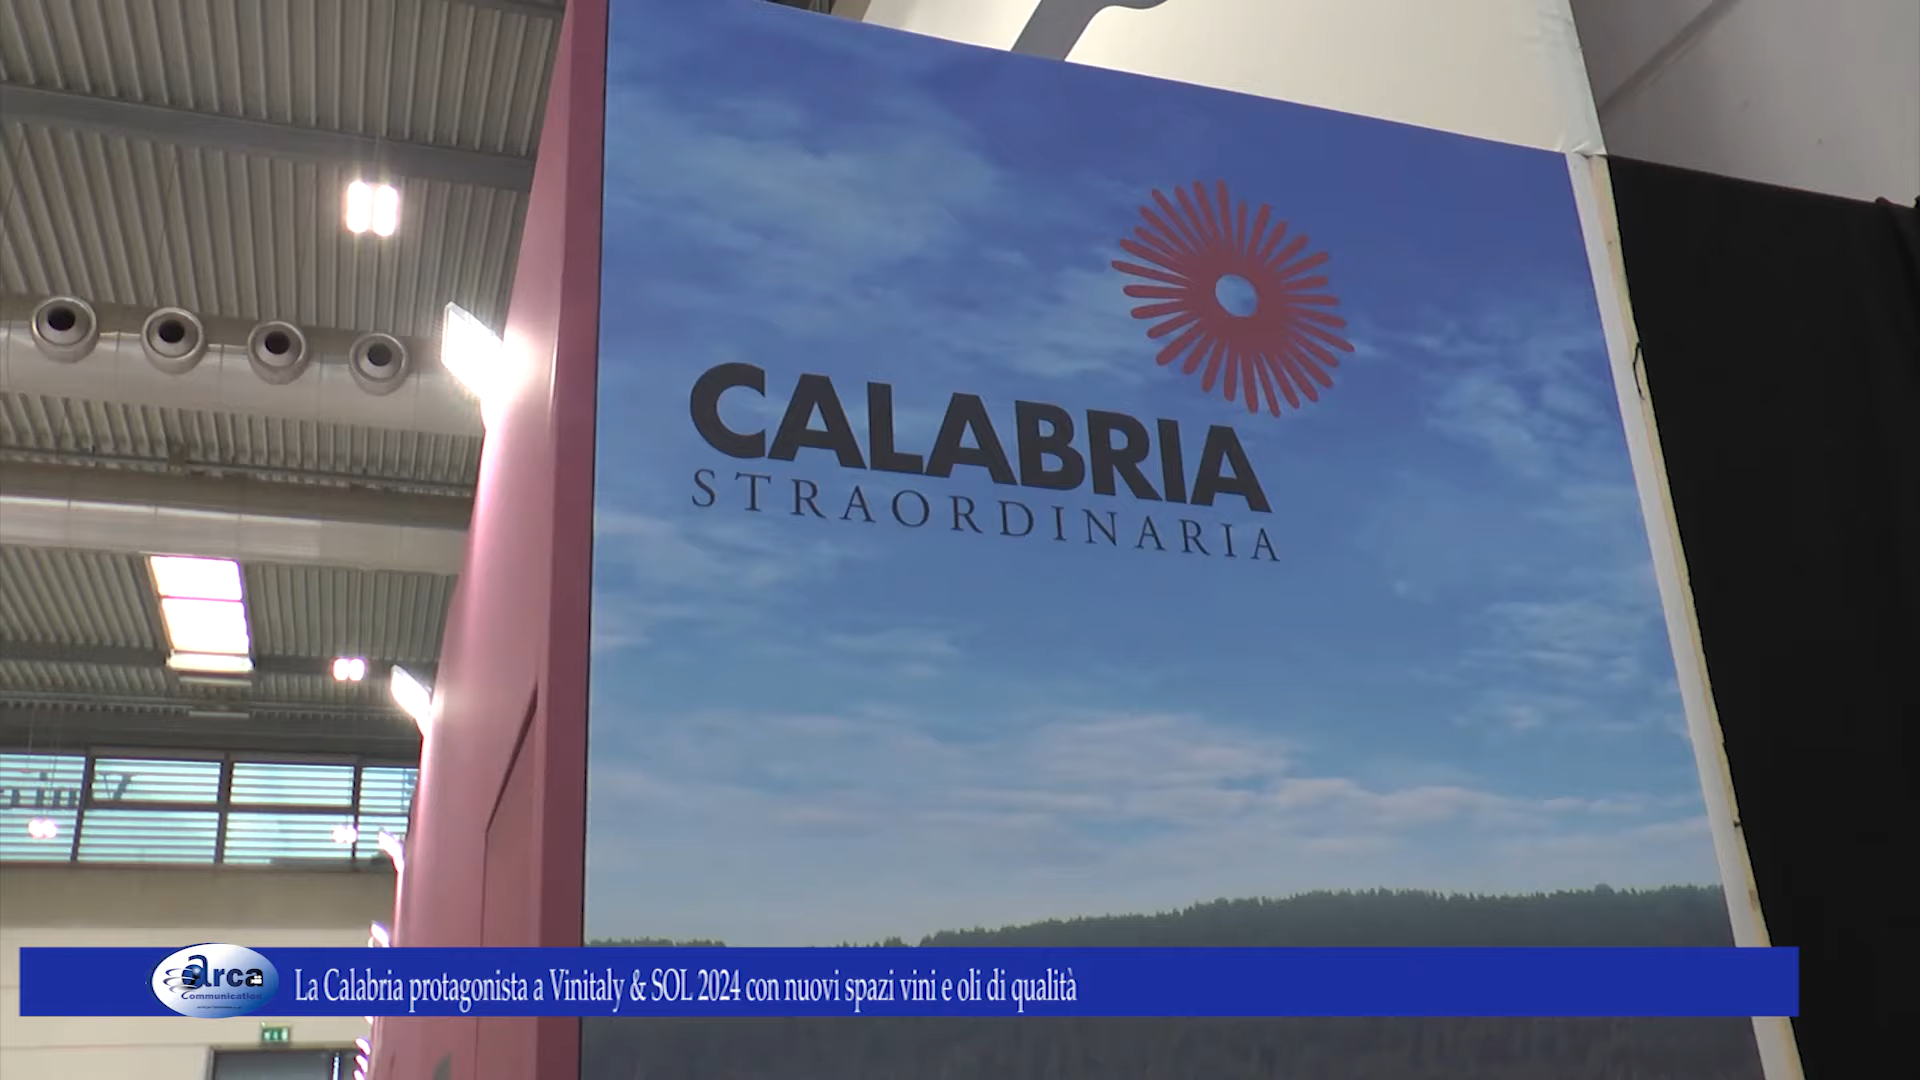 CALABRIA
STRAORDINARIA
arca
communication
La Calabria protagonista a Vinitaly & SOL 2024 con nuovi spazi vini e oli di qualità